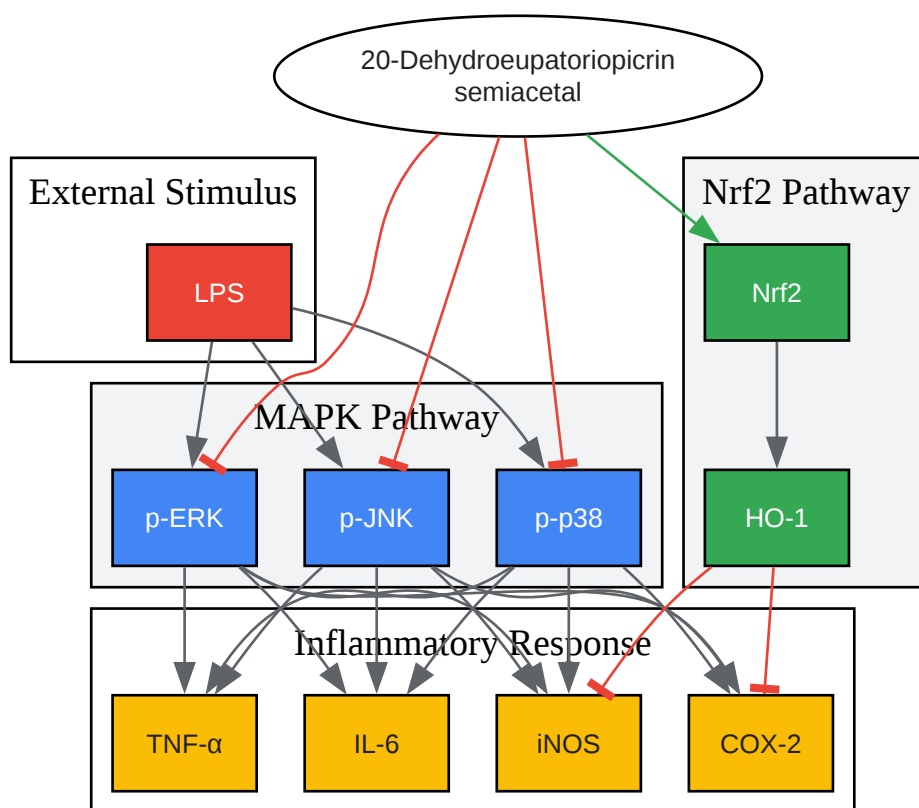 20-Dehydroeupatoriopicrin
semiacetal
External Stimulus
Nrf2 Pathway
LPS
Nrf2
MAPK Pathway
p-ERK
p-JNK
p-p38
HO-1
Inflammatory Response
TNF-α
IL-6
iNOS
COX-2